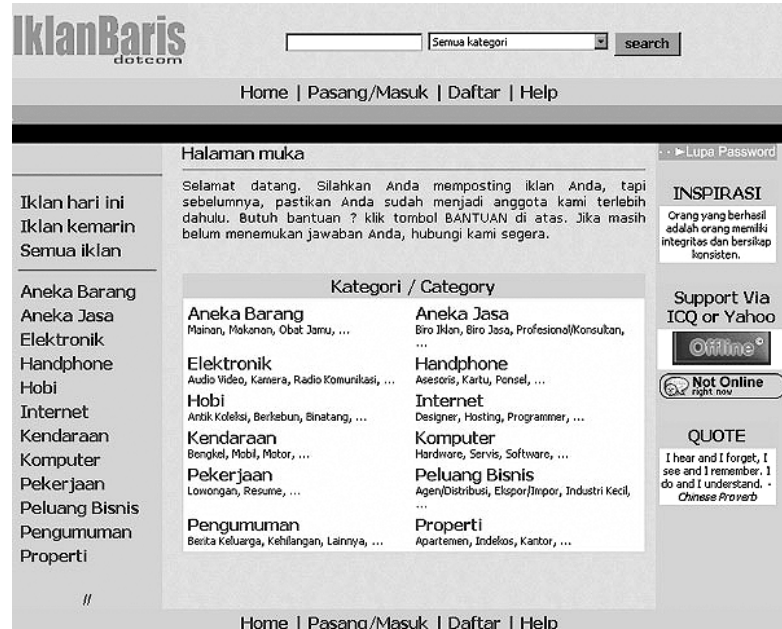 IklanBaris
dotcom
Semua kategori
search
Home | Pasang/Masuk | Daftar | Help
Halaman muka
Selamat datang. Silahkan Anda memposting iklan Anda, tapi
sebelumnya, pastikan Anda sudah menjadi anggota kami terlebih
dahulu. Butuh bantuan ? klik tombol BANTUAN di atas. Jika masih
belum menemukan jawaban Anda, hubungi kami segera.
Iklan hari ini
Iklan kemarin
Semua iklan
Aneka Barang
Aneka Jasa
Elektronik
Handphone
Hobi
Internet
Kendaraan
Komputer
Pekerjaan
Peluang Bisnis
Pengumuman
Properti
//
Kategori / Category
Aneka Barang
Mainan, Makanan, Obat Jamu, ...
Aneka Jasa
Biro Iklan, Biro Jasa, Profesional/Konsultan,
...
Elektronik
Audio Video, Kamera, Radio Komunikasi, ...
Handphone
Asesoris, Kartu, Ponsel, ...
Hobi
Antik Koleksi, Berkebun, Binatang, ...
Internet
Designer, Hosting, Programmer, ...
Kendaraan
Bengkel, Mobil, Motor, ...
Komputer
Hardware, Servis, Software, ...
Pekerjaan
Lowongan, Resume, ...
Peluang Bisnis
Agen/Distribusi, Ekspor/Impor, Industri Kecil,
...
Pengumuman
Berita Keluarga, Kehilangan, Lainnya, ...
Properti
Apartemen, Indekos, Kantor, ...
Lupa Password
INSPIRASI
Orang yang berhasil
adalah orang memiliki
integritas dan bersikap
konsisten.
Support Via
ICQ or Yahoo
Offline
Not Online
right now
QUOTE
I hear and I forget, I
see and I remember. I
do and I understand. -
Chinese Proverb
Home | Pasang/Masuk | Daftar | Help